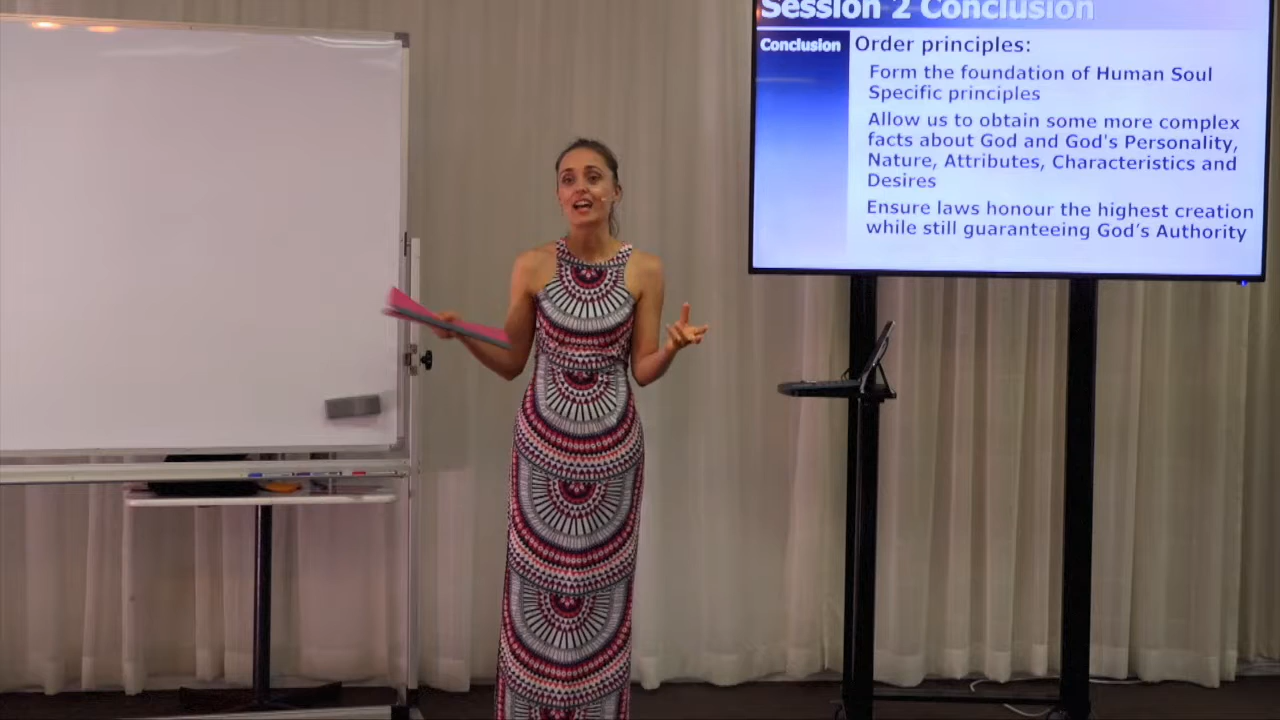 Session 2 Conclusion
Conclusion
Order principles:
Form the foundation of Human Soul
Specific principles
Allow us to obtain some more complex
facts about God and God's Personality,
Nature, Attributes, Characteristics and
Desires
Ensure laws honour the highest creation
while still guaranteeing God's Authority